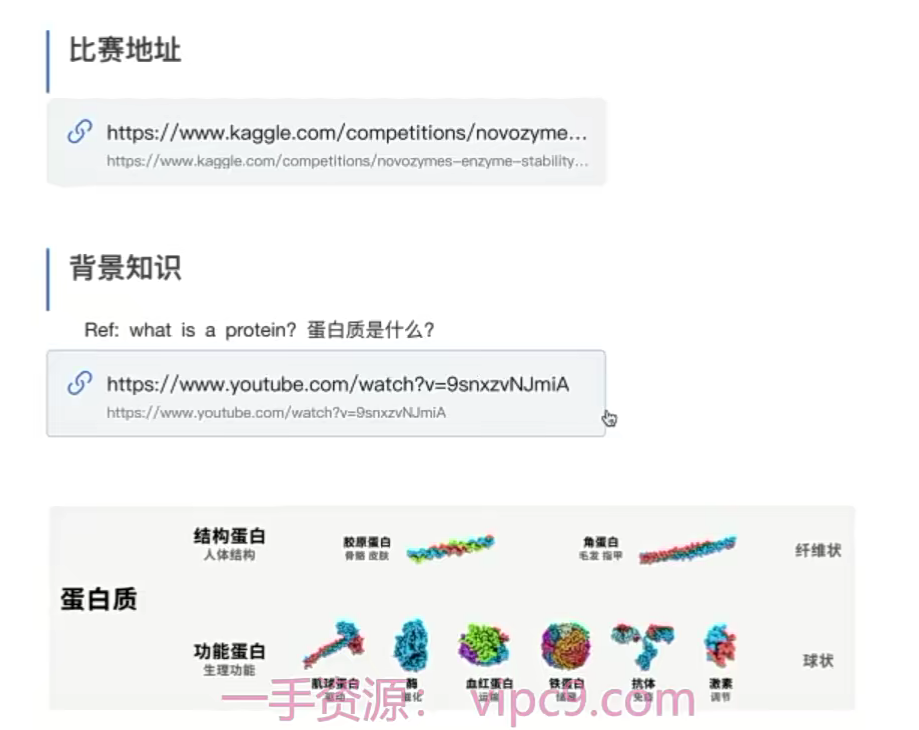 比赛地址
https://www.kaggle.com/competitions/novozyme...
https://www.kaggle.com/competitions/novozymes-enzyme-stability...
背景知识
Ref: what is a protein? 蛋白质是什么?
https://www.youtube.com/watch?v=9snxzvNJmiA
https://www.youtube.com/watch?v=9snxzvNJmiA
结构蛋白 胶原蛋白 角蛋白
人体结构 骨骼 皮肤 毛发 指甲 纤维状
蛋白质
功能蛋白
生理功能 球状
肌球蛋白 酶 血红蛋白 铁蛋白 抗体 激素
催化 运输 免疫 调节
一手资源: vipc9.com